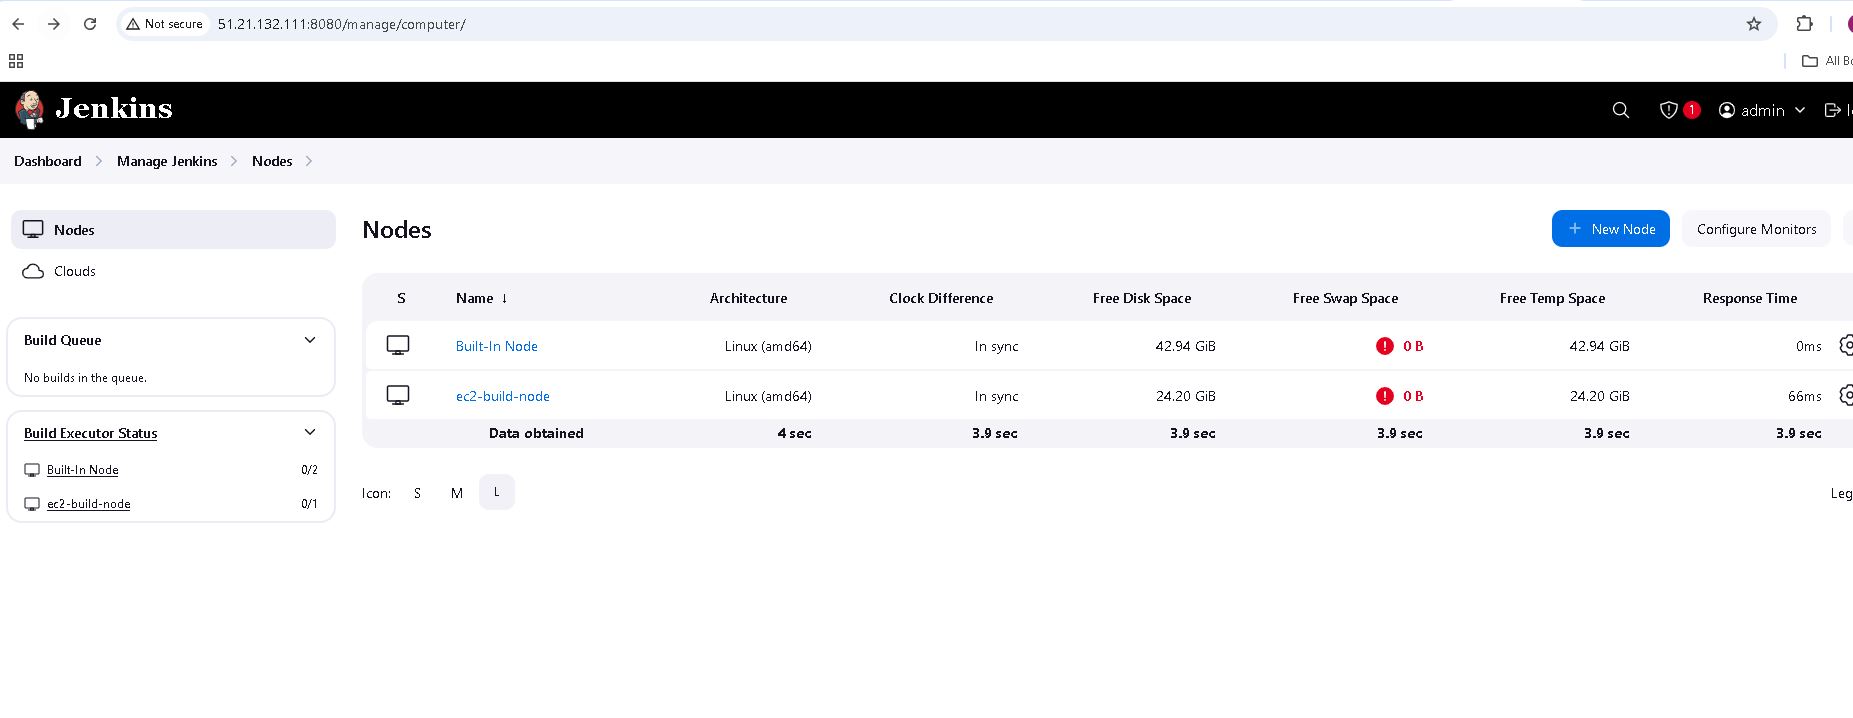 Not secure 51.21.132.111:8080/manage/computer/
All Bo
Jenkins
1 admin
Dashboard Manage Jenkins Nodes
Nodes
Clouds
Build Queue
No builds in the queue.
Build Executor Status
Built-In Node 0/2
ec2-build-node 0/1
Nodes
+ New Node Configure Monitors
S Name ↓ Architecture Clock Difference Free Disk Space Free Swap Space Free Temp Space Response Time
Built-In Node Linux (amd64) In sync 42.94 GiB 0 B 42.94 GiB 0ms
ec2-build-node Linux (amd64) In sync 24.20 GiB 0 B 24.20 GiB 66ms
Data obtained 4 sec 3.9 sec 3.9 sec 3.9 sec 3.9 sec 3.9 sec
Icon: S M L
Leg